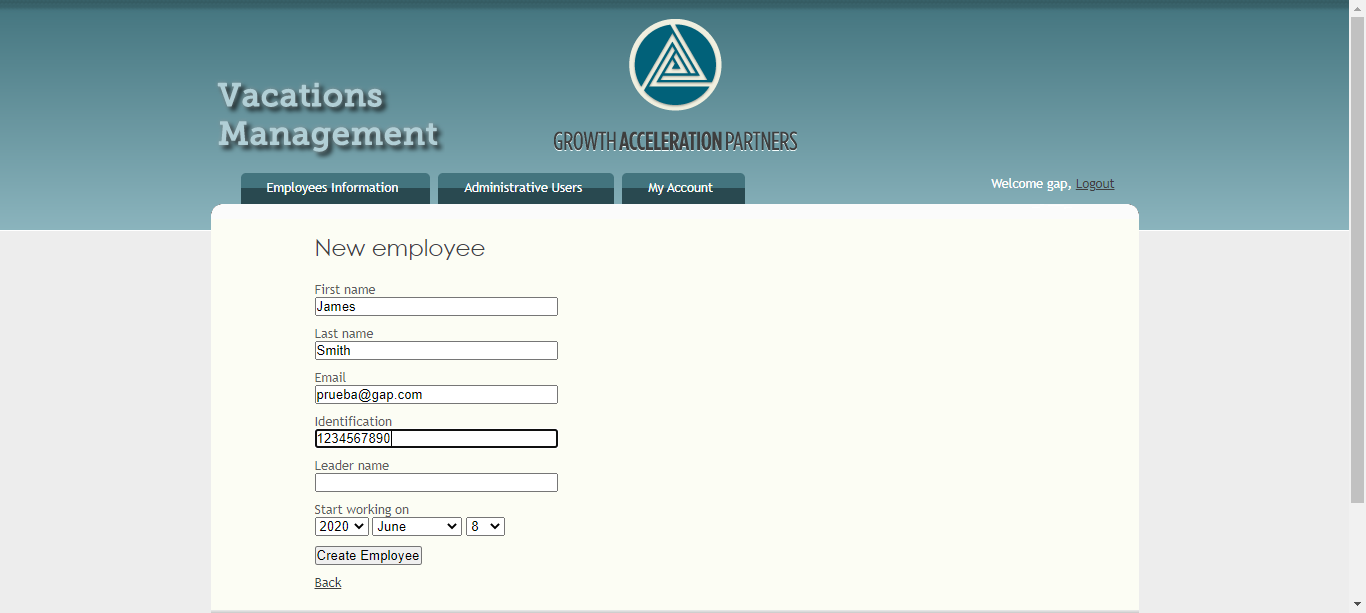 Vacations
Management
GROWTH ACCELERATION PARTNERS
Employees Information Administrative Users My Account
Welcome gap, Logout
New employee
First name
James
Last name
Smith
Email
prueba@gap.com
Identification
1234567890
Leader name
Start working on
2020 June 8
Create Employee
Back